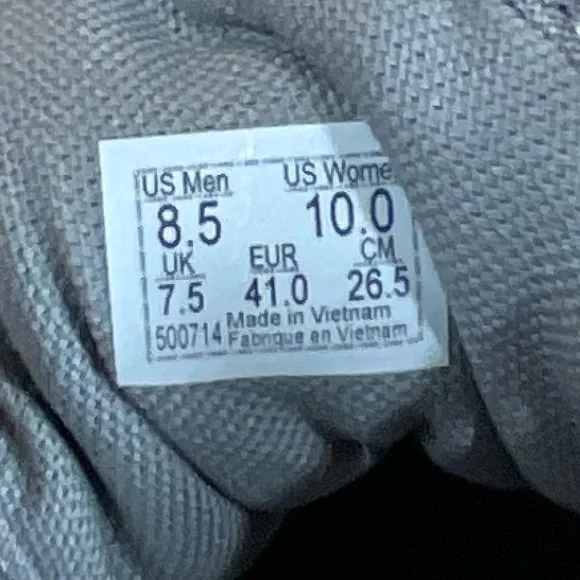 US Men US Wome
8.5 10.0
UK EUR CM
7.5 41.0 26.5
500714 Made in Vietnam
Fabrique en Vietnam